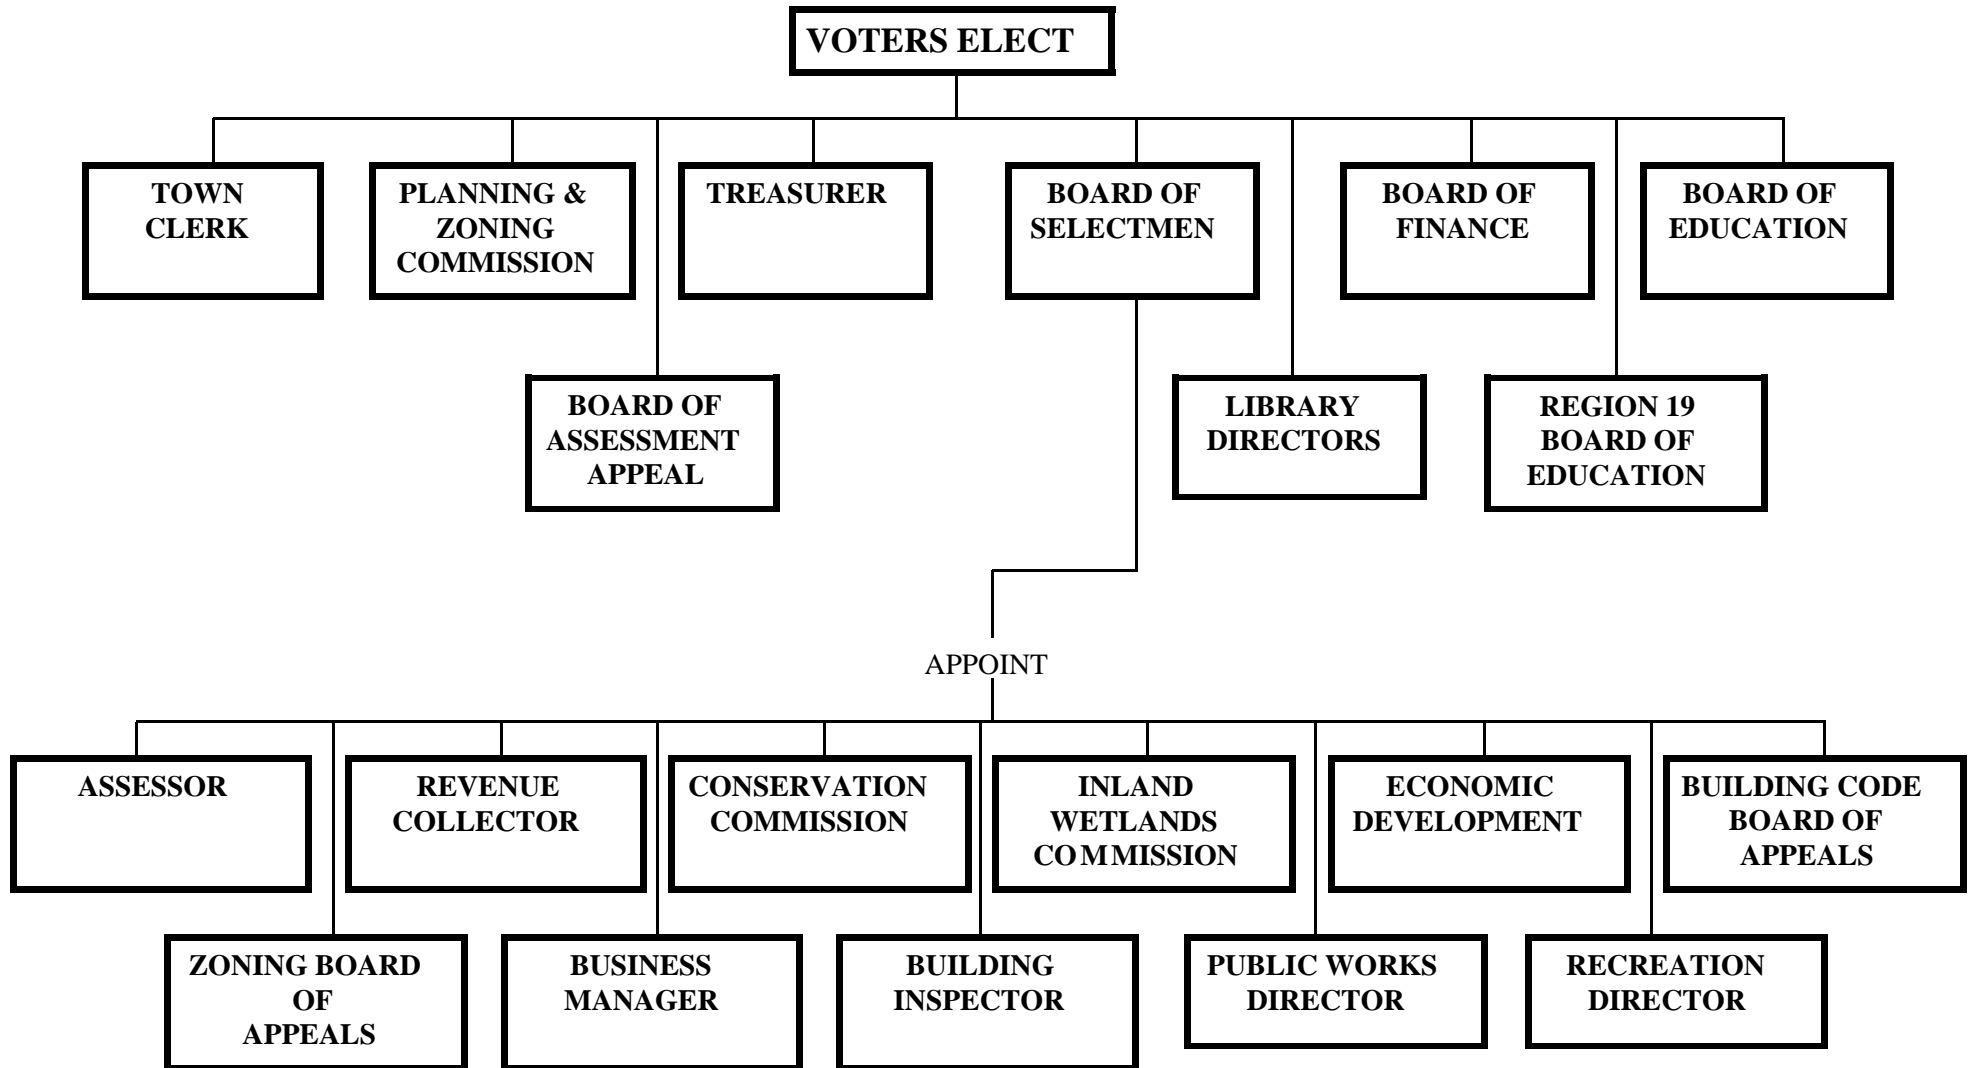 VOTERS ELECT
TOWN
CLERK
PLANNING &
ZONING
COMMISSION
TREASURER
BOARD OF
SELECTMEN
BOARD OF
FINANCE
BOARD OF
EDUCATION
BOARD OF
ASSESSMENT
APPEAL
LIBRARY
DIRECTORS
REGION 19
BOARD OF
EDUCATION
APPOINT
ASSESSOR
REVENUE
COLLECTOR
CONSERVATION
COMMISSION
INLAND
WETLANDS
COMMISSION
ECONOMIC
DEVELOPMENT
BUILDING CODE
BOARD OF
APPEALS
ZONING BOARD
OF
APPEALS
BUSINESS
MANAGER
BUILDING
INSPECTOR
PUBLIC WORKS
DIRECTOR
RECREATION
DIRECTOR